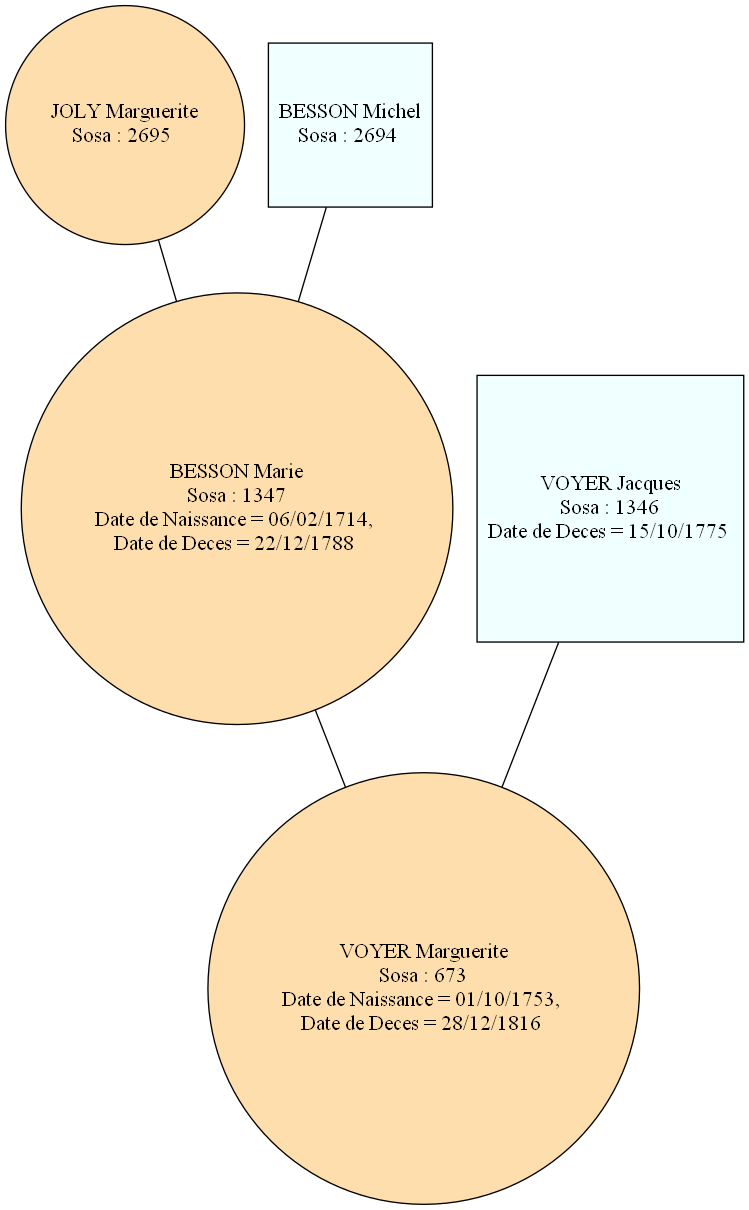 JOLY Marguerite
Sosa : 2695
BESSON Michel
Sosa : 2694
BESSON Marie
Sosa : 1347
Date de Naissance = 06/02/1714,
Date de Deces = 22/12/1788
VOYER Jacques
Sosa : 1346
Date de Deces = 15/10/1775
VOYER Marguerite
Sosa : 673
Date de Naissance = 01/10/1753,
Date de Deces = 28/12/1816